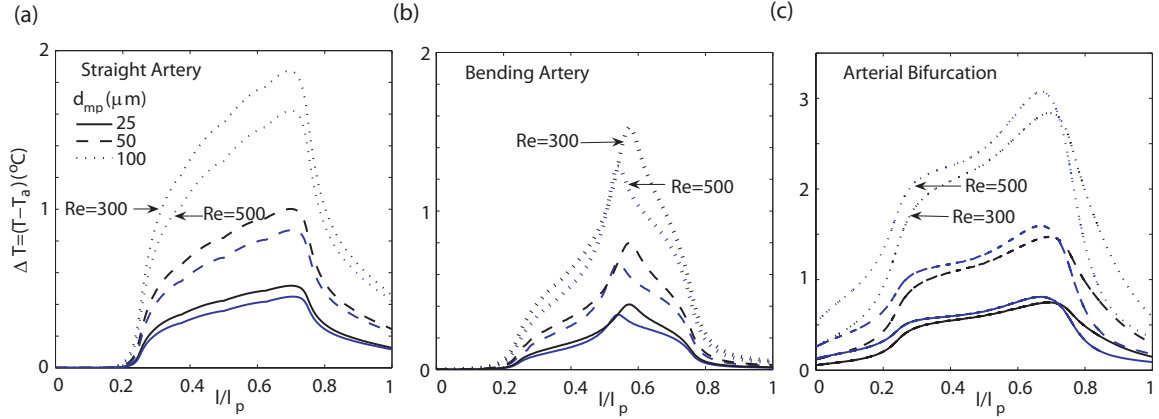 (a)
(b)
(c)
Straight Artery
Bending Artery
Arterial Bifurcation
d_mp (μm)
25
50
100
Re=300
Re=500
Re=300
Re=500
Re=500
Re=300
Δ T=(T−T_a) (°C)
2
1
0
2
1
0
3
2
1
0
0 0.2 0.4 0.6 0.8 1
0 0.2 0.4 0.6 0.8 1
0 0.2 0.4 0.6 0.8 1
l/l_p
l/l_p
l/l_p